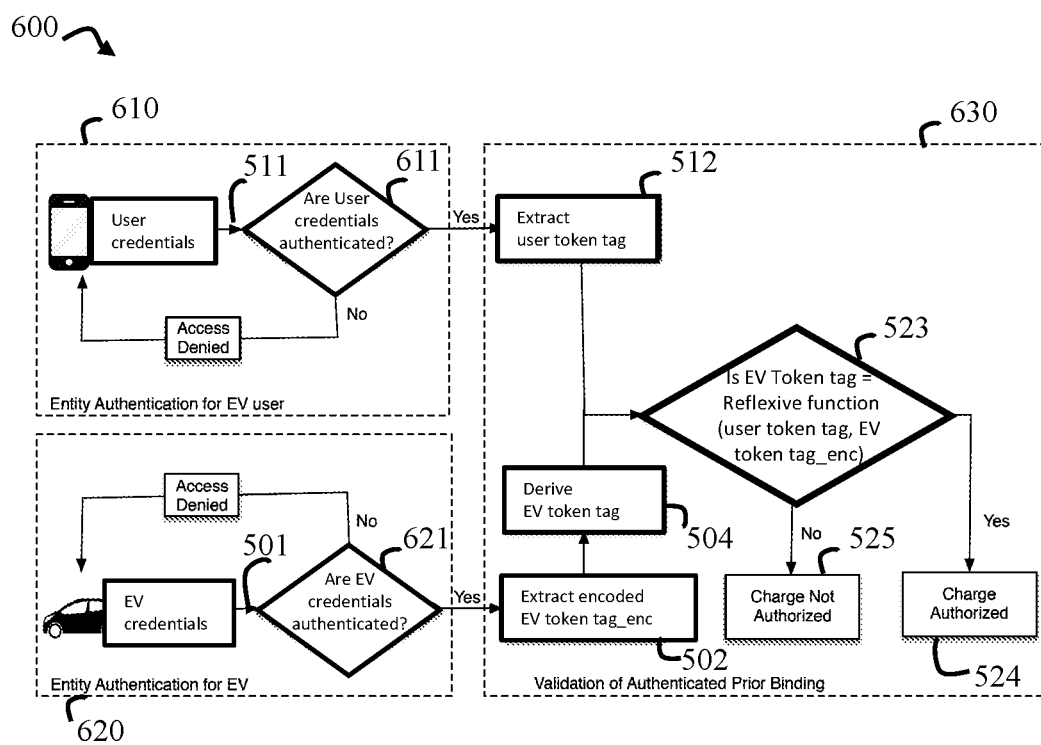 600
610
630
511
611
512
User
credentials
Are User
credentials
authenticated?
Yes
Extract
user token tag
No
Access
Denied
Entity Authentication for EV user
523
Is EV Token tag =
Reflexive function
(user token tag, EV
token tag_enc)
Access
Denied
Derive
EV token tag
504
No
501
621
No
525
Yes
EV
credentials
Are EV
credentials
authenticated?
Yes
Extract encoded
EV token tag_enc
502
Charge Not
Authorized
Charge
Authorized
524
Entity Authentication for EV
Validation of Authenticated Prior Binding
620